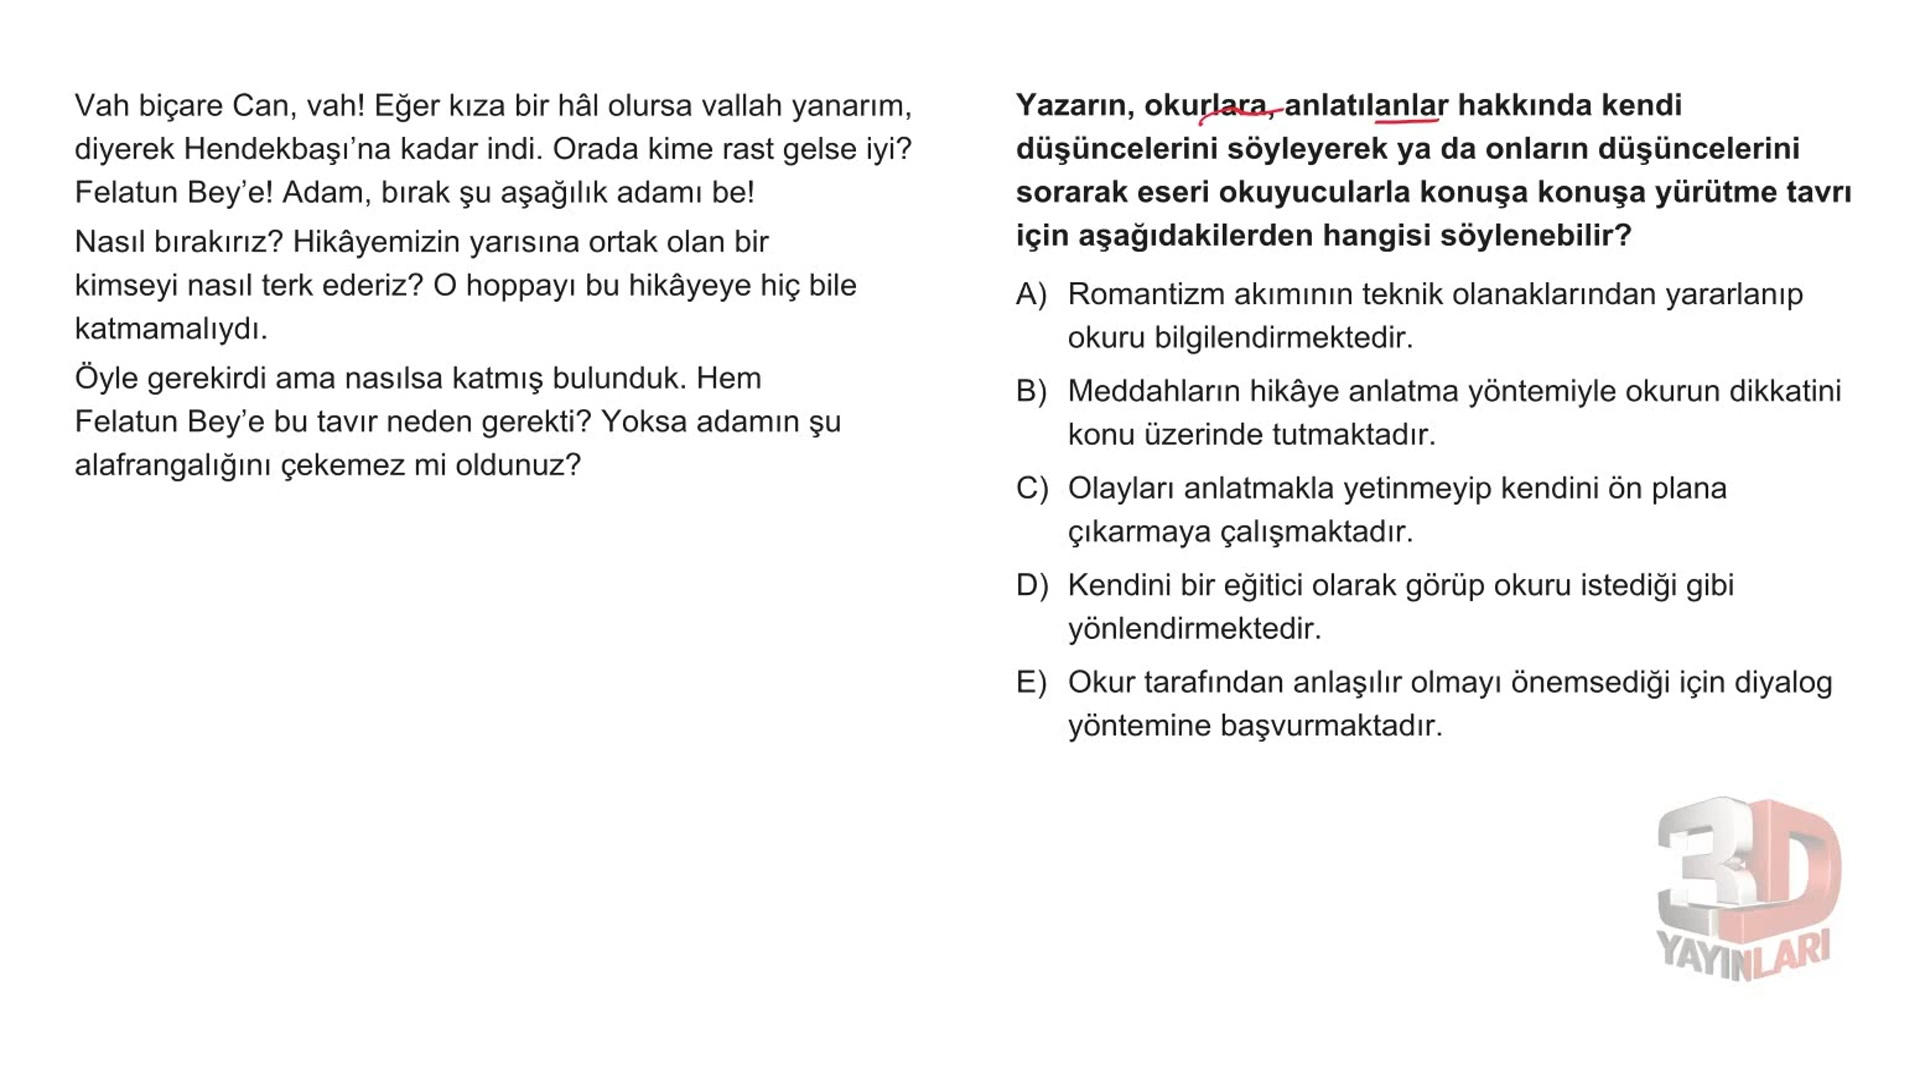 Vah biçare Can, vah! Eğer kıza bir hâl olursa vallah yanarım,
diyerek Hendekbaşı’na kadar indi. Orada kime rast gelse iyi?
Felatun Bey’e! Adam, bırak şu aşağılık adamı be!
Nasıl bırakırız? Hikâyemizin yarısına ortak olan bir
kimseyi nasıl terk ederiz? O hoppayı bu hikâyeye hiç bile
katmamalıydı.
Öyle gerekirdi ama nasılsa katmış bulunduk. Hem
Felatun Bey’e bu tavır neden gerekti? Yoksa adamın şu
alafrangalığını çekemez mi oldunuz?
Yazarın, okurlara, anlatılanlar hakkında kendi
düşüncelerini söyleyerek ya da onların düşüncelerini
sorarak eseri okuyucularla konuşa konuşa yürütme tavrı
için aşağıdakilerden hangisi söylenebilir?
A) Romantizm akımının teknik olanaklarından yararlanıp
okuru bilgilendirmektedir.
B) Meddahların hikâye anlatma yöntemiyle okurun dikkatini
konu üzerinde tutmaktadır.
C) Olayları anlatmakla yetinmeyip kendini ön plana
çıkarmaya çalışmaktadır.
D) Kendini bir eğitici olarak görüp okuru istediği gibi
yönlendirmektedir.
E) Okur tarafından anlaşılır olmayı önemsediği için diyalog
yöntemine başvurmaktadır.
3D
YAYINLARI